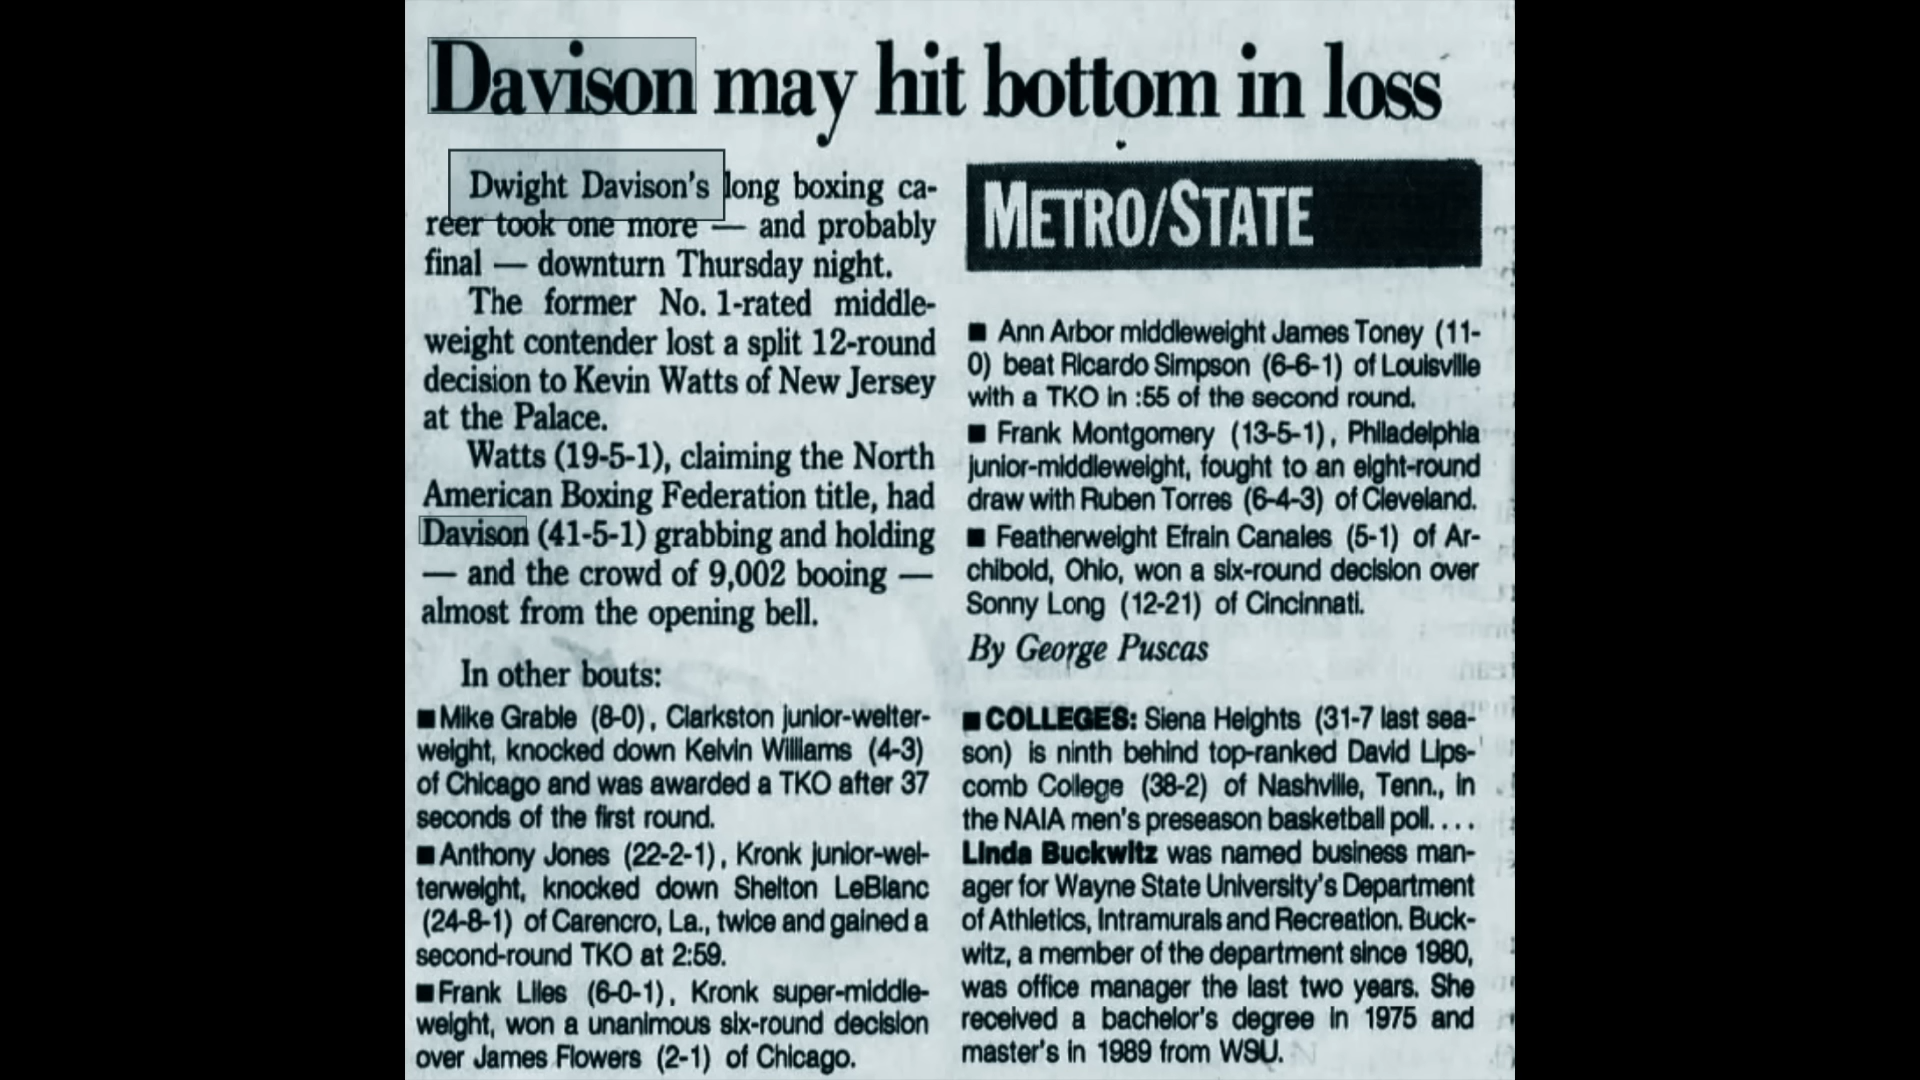 Davison may hit bottom in loss
Dwight Davison's long boxing ca-
reer took one more — and probably
final — downturn Thursday night.
The former No. 1-rated middle-
weight contender lost a split 12-round
decision to Kevin Watts of New Jersey
at the Palace.
Watts (19-5-1), claiming the North
American Boxing Federation title, had
Davison (41-5-1) grabbing and holding
— and the crowd of 9,002 booing —
almost from the opening bell.
In other bouts:
■ Mike Grable (8-0), Clarkston junior-welter-
weight, knocked down Kelvin Williams (4-3)
of Chicago and was awarded a TKO after 37
seconds of the first round.
■ Anthony Jones (22-2-1), Kronk junior-wel-
terweight, knocked down Shelton LeBlanc
(24-8-1) of Carencro, La., twice and gained a
second-round TKO at 2:59.
■ Frank Liles (6-0-1), Kronk super-middle-
weight, won a unanimous six-round decision
over James Flowers (2-1) of Chicago.
METRO/STATE
■ Ann Arbor middleweight James Toney (11-
0) beat Ricardo Simpson (6-6-1) of Louisville
with a TKO in :55 of the second round.
■ Frank Montgomery (13-5-1), Philadelphia
junior-middleweight, fought to an eight-round
draw with Ruben Torres (6-4-3) of Cleveland.
■ Featherweight Efrain Canales (5-1) of Ar-
chibold, Ohio, won a six-round decision over
Sonny Long (12-21) of Cincinnati.
By George Puscas
■ COLLEGES: Siena Heights (31-7 last sea-
son) is ninth behind top-ranked David Lips-
comb College (38-2) of Nashville, Tenn., in
the NAIA men's preseason basketball poll. . . .
Linda Buckwitz was named business man-
ager for Wayne State University's Department
of Athletics, Intramurals and Recreation. Buck-
witz, a member of the department since 1980,
was office manager the last two years. She
received a bachelor's degree in 1975 and
master's in 1989 from WSU.